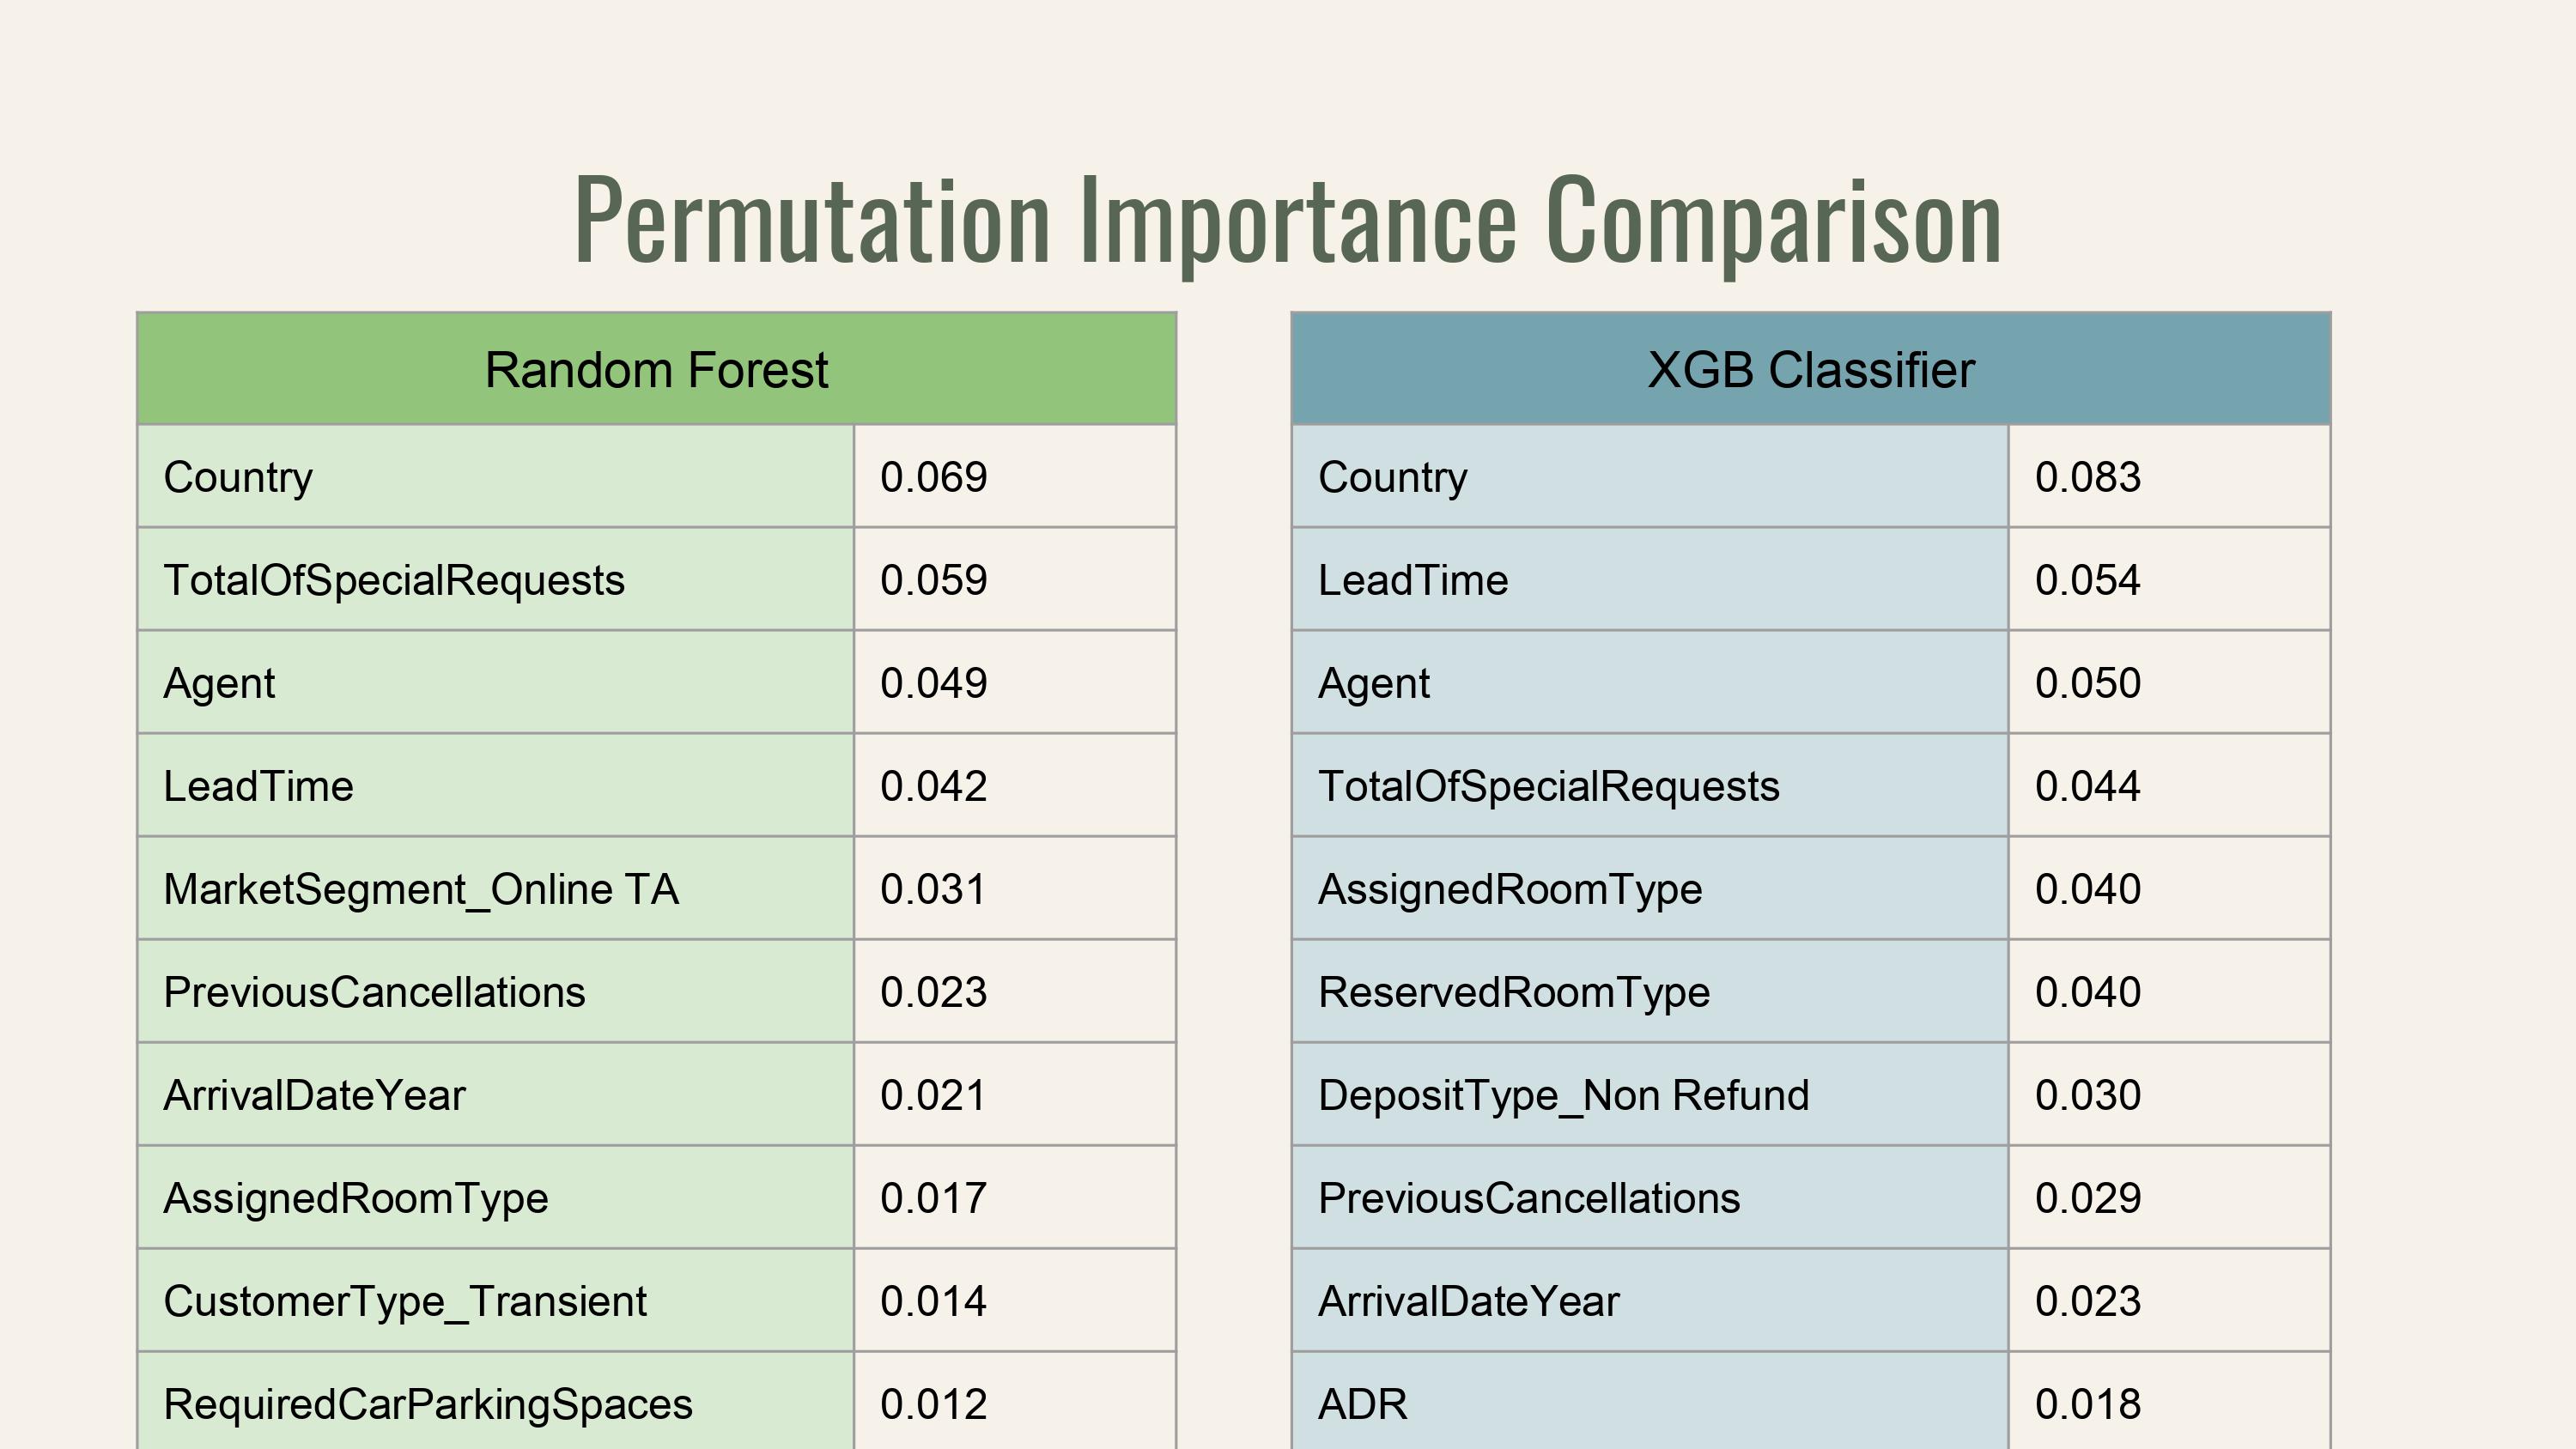 Permutation Importance Comparison
Random Forest
Country 0.069
TotalOfSpecialRequests 0.059
Agent 0.049
LeadTime 0.042
MarketSegment_Online TA 0.031
PreviousCancellations 0.023
ArrivalDateYear 0.021
AssignedRoomType 0.017
CustomerType_Transient 0.014
RequiredCarParkingSpaces 0.012
XGB Classifier
Country 0.083
LeadTime 0.054
Agent 0.050
TotalOfSpecialRequests 0.044
AssignedRoomType 0.040
ReservedRoomType 0.040
DepositType_Non Refund 0.030
PreviousCancellations 0.029
ArrivalDateYear 0.023
ADR 0.018